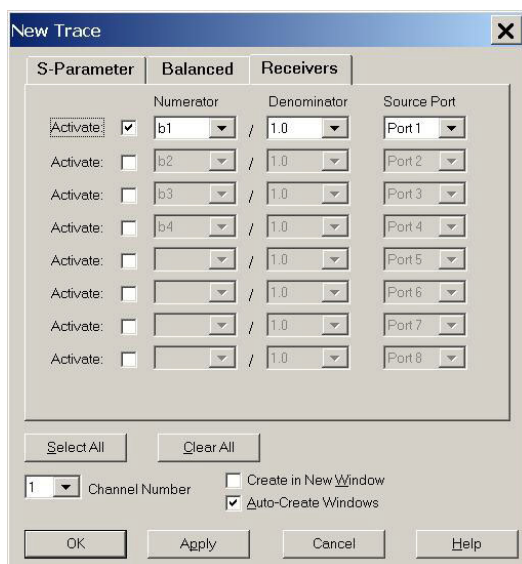 New Trace
S-Parameter Balanced Receivers
Numerator Denominator Source Port
Activate: b1 / 1.0 Port 1
Activate: b2 / 1.0 Port 2
Activate: b3 / 1.0 Port 3
Activate: b4 / 1.0 Port 4
Activate: / 1.0 Port 5
Activate: / 1.0 Port 6
Activate: / 1.0 Port 7
Activate: / 1.0 Port 8
Select All Clear All
1 Channel Number
Create in New Window
Auto-Create Windows
OK Apply Cancel Help